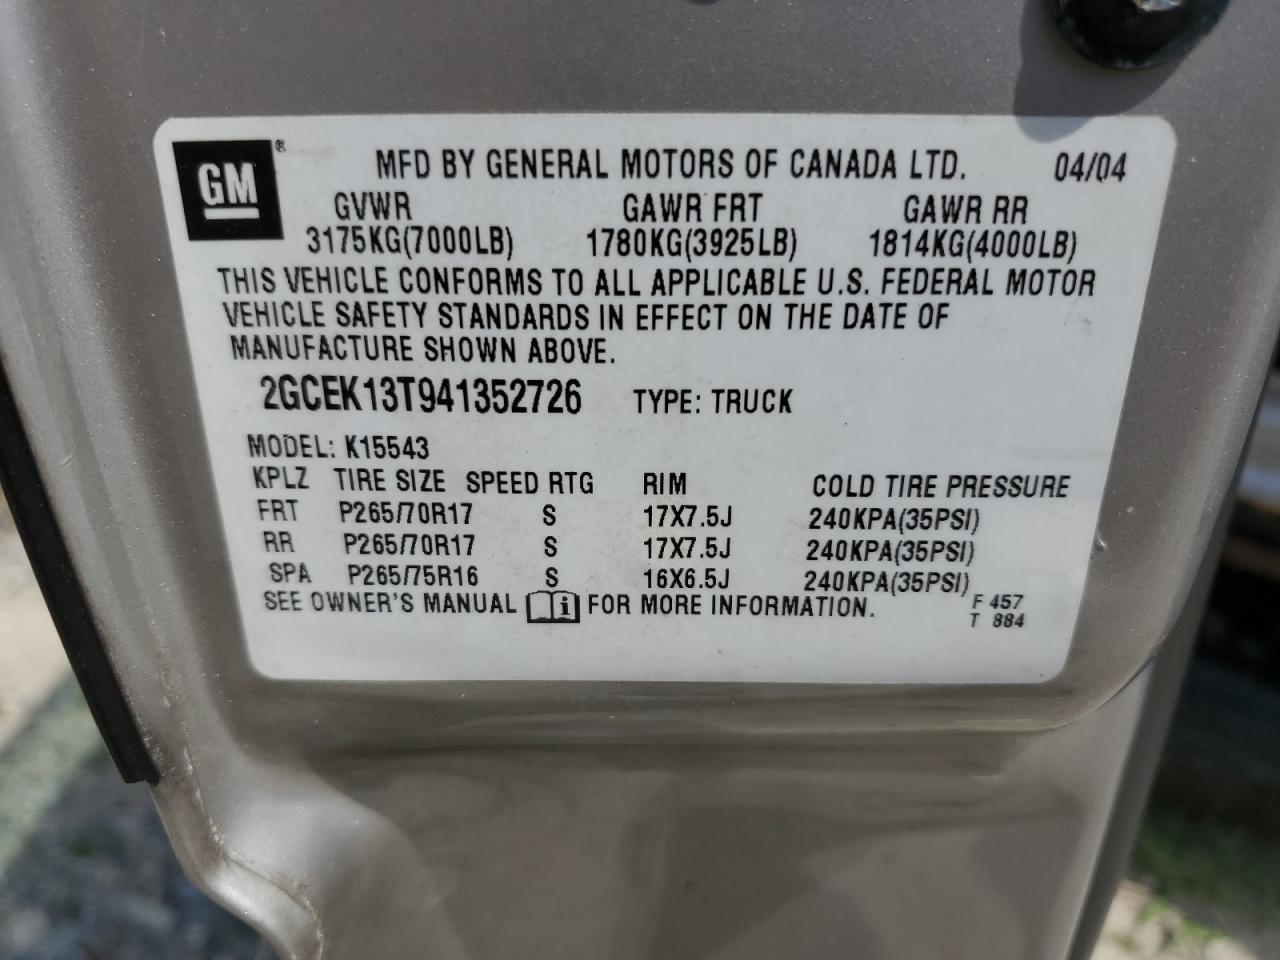 GM®
MFD BY GENERAL MOTORS OF CANADA LTD. 04/04
GVWR GAWR FRT GAWR RR
3175KG(7000LB) 1780KG(3925LB) 1814KG(4000LB)
THIS VEHICLE CONFORMS TO ALL APPLICABLE U.S. FEDERAL MOTOR
VEHICLE SAFETY STANDARDS IN EFFECT ON THE DATE OF
MANUFACTURE SHOWN ABOVE.
2GCEK13T941352726 TYPE: TRUCK
MODEL: K15543
KPLZ TIRE SIZE SPEED RTG RIM COLD TIRE PRESSURE
FRT P265/70R17 S 17X7.5J 240KPA(35PSI)
RR P265/70R17 S 17X7.5J 240KPA(35PSI)
SPA P265/75R16 S 16X6.5J 240KPA(35PSI)
SEE OWNER'S MANUAL i FOR MORE INFORMATION. F 457
T 884